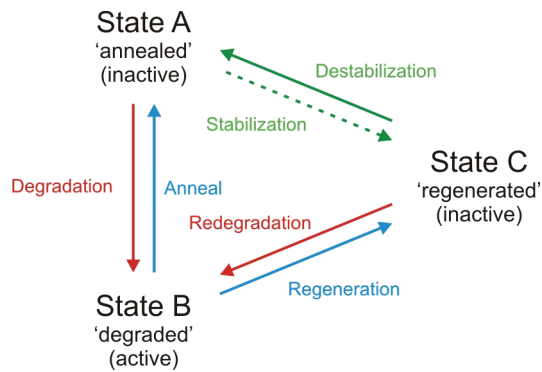 State A
‘annealed’
(inactive)
Destabilization
Stabilization
State C
‘regenerated’
(inactive)
Degradation
Anneal
Redegradation
Regeneration
State B
‘degraded’
(active)